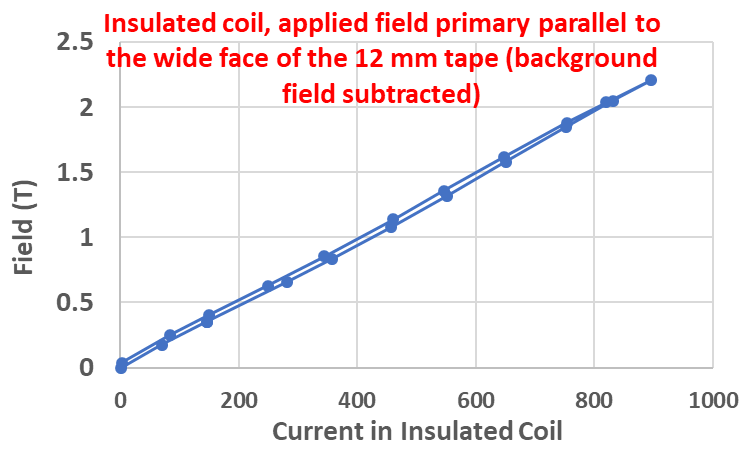 Insulated coil, applied field primary parallel to
the wide face of the 12 mm tape (background
field subtracted)
2.5
2
1.5
1
0.5
0
Field (T)
0 200 400 600 800 1000
Current in Insulated Coil